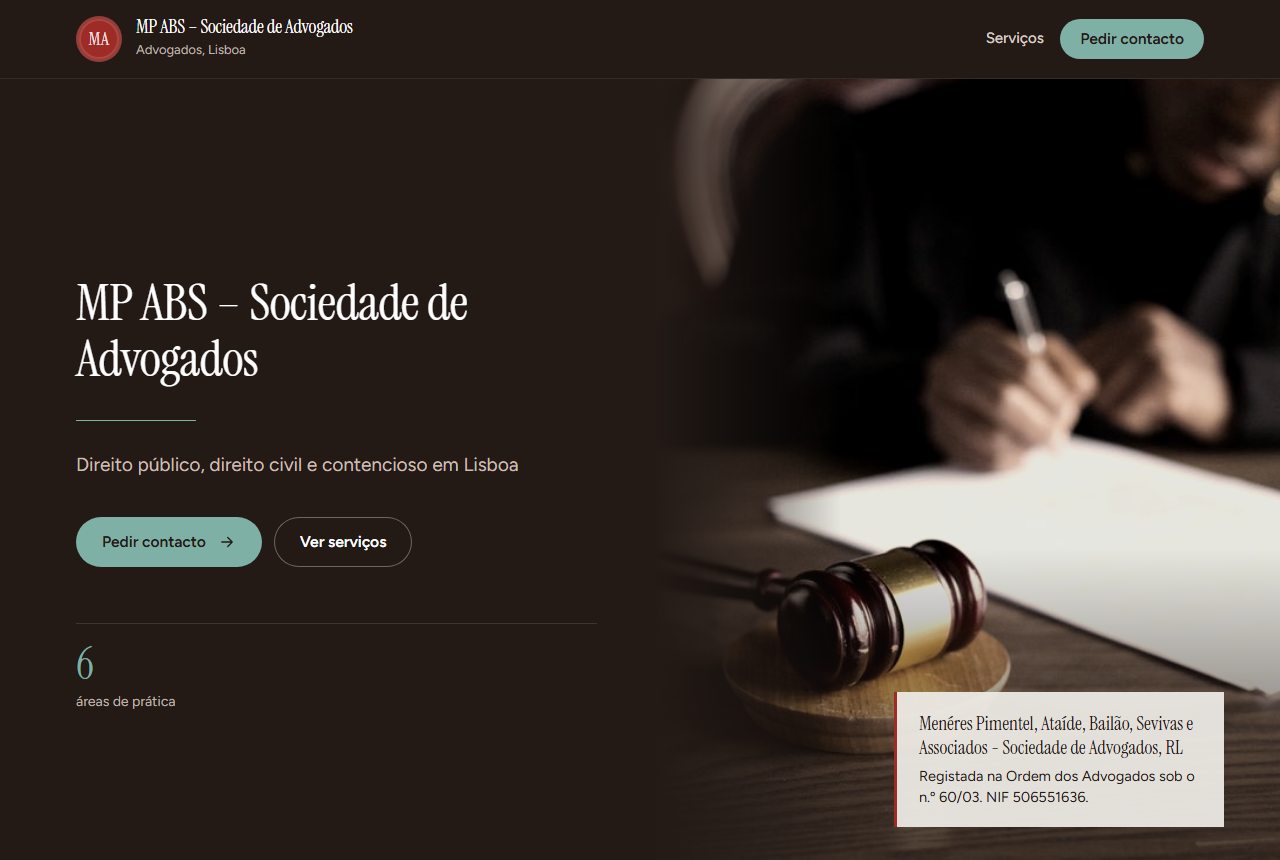 MA
MP ABS – Sociedade de Advogados
Advogados, Lisboa
Serviços
Pedir contacto
MP ABS – Sociedade de
Advogados
Direito público, direito civil e contencioso em Lisboa
Pedir contacto →
Ver serviços
6
áreas de prática
Menéres Pimentel, Ataíde, Bailão, Sevivas e
Associados - Sociedade de Advogados, RL
Registada na Ordem dos Advogados sob o
n.º 60/03. NIF 506551636.